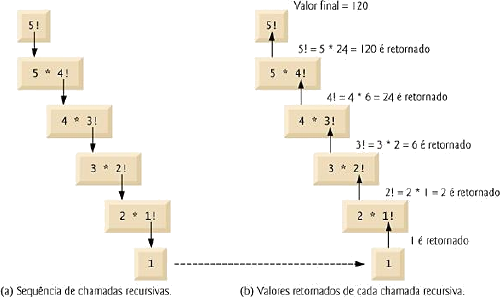 5!
5 * 4!
4 * 3!
3 * 2!
2 * 1!
1
(a) Sequência de chamadas recursivas.
Valor final = 120
5!
5! = 5 * 24 = 120 é retornado
5 * 4!
4! = 4 * 6 = 24 é retornado
4 * 3!
3! = 3 * 2 = 6 é retornado
3 * 2!
2! = 2 * 1 = 2 é retornado
2 * 1!
1 é retornado
1
(b) Valores retornados de cada chamada recursiva.